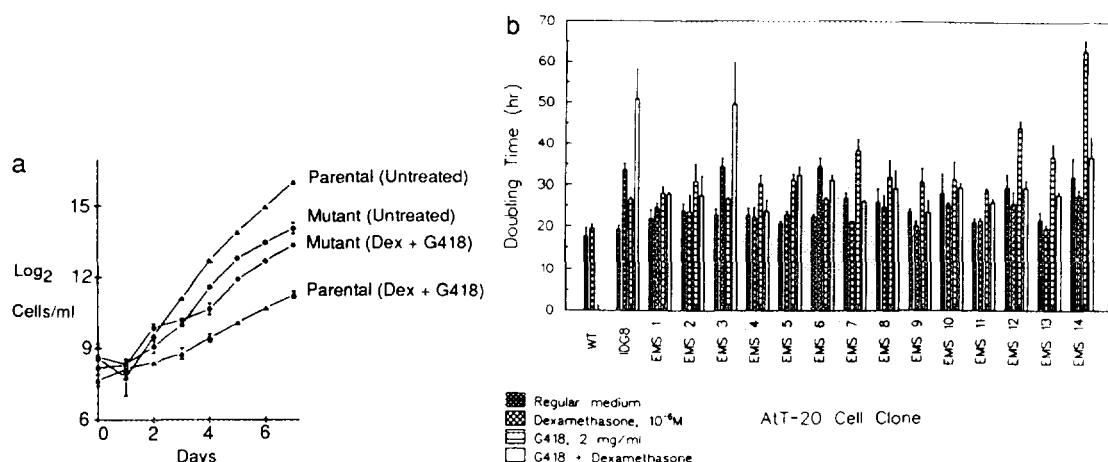 a
Log2
Cells/ml
15
12
9
6
0
2
4
6
Days
Parental (Untreated)
Mutant (Untreated)
Mutant (Dex + G418)
Parental (Dex + G418)
b
Doubling Time (hr)
70
60
50
40
30
20
10
0
WT
IDG8
EMS 1
EMS 2
EMS 3
EMS 4
EMS 5
EMS 6
EMS 7
EMS 8
EMS 9
EMS 10
EMS 11
EMS 12
EMS 13
EMS 14
AtT-20 Cell Clone
Regular medium
Dexamethasone, 10⁻⁶M
G418, 2 mg/ml
G418 + Dexamethasone